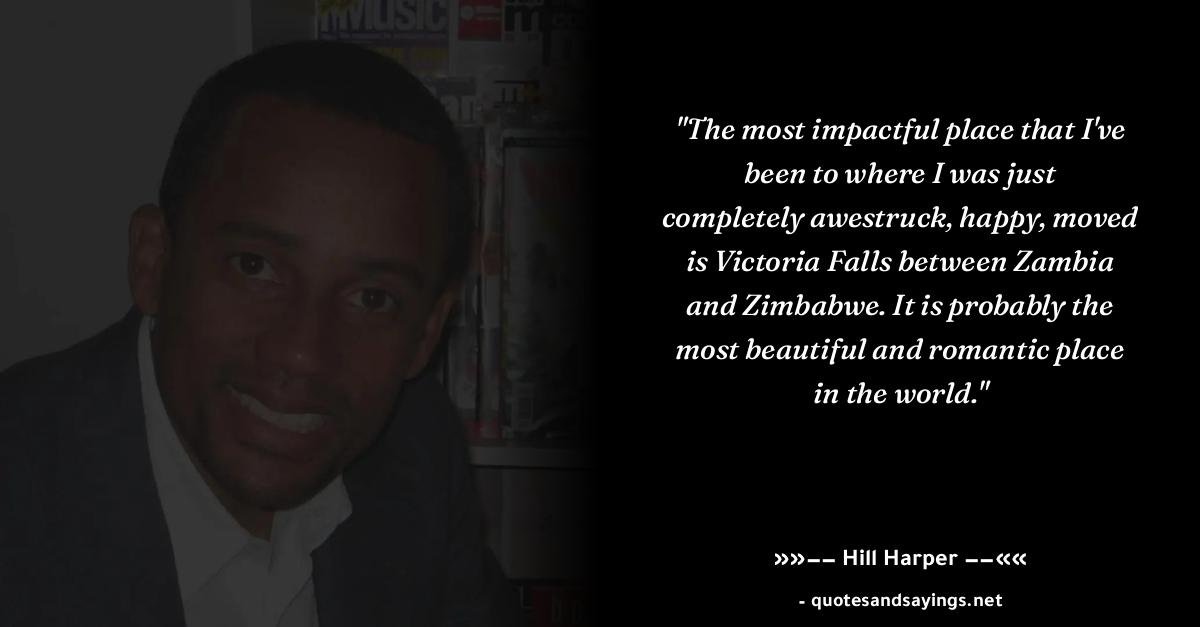 MUSIC
"The most impactful place that I've
been to where I was just
completely awestruck, happy, moved
is Victoria Falls between Zambia
and Zimbabwe. It is probably the
most beautiful and romantic place
in the world."
»»–– Hill Harper ––««
- quotesandsayings.net